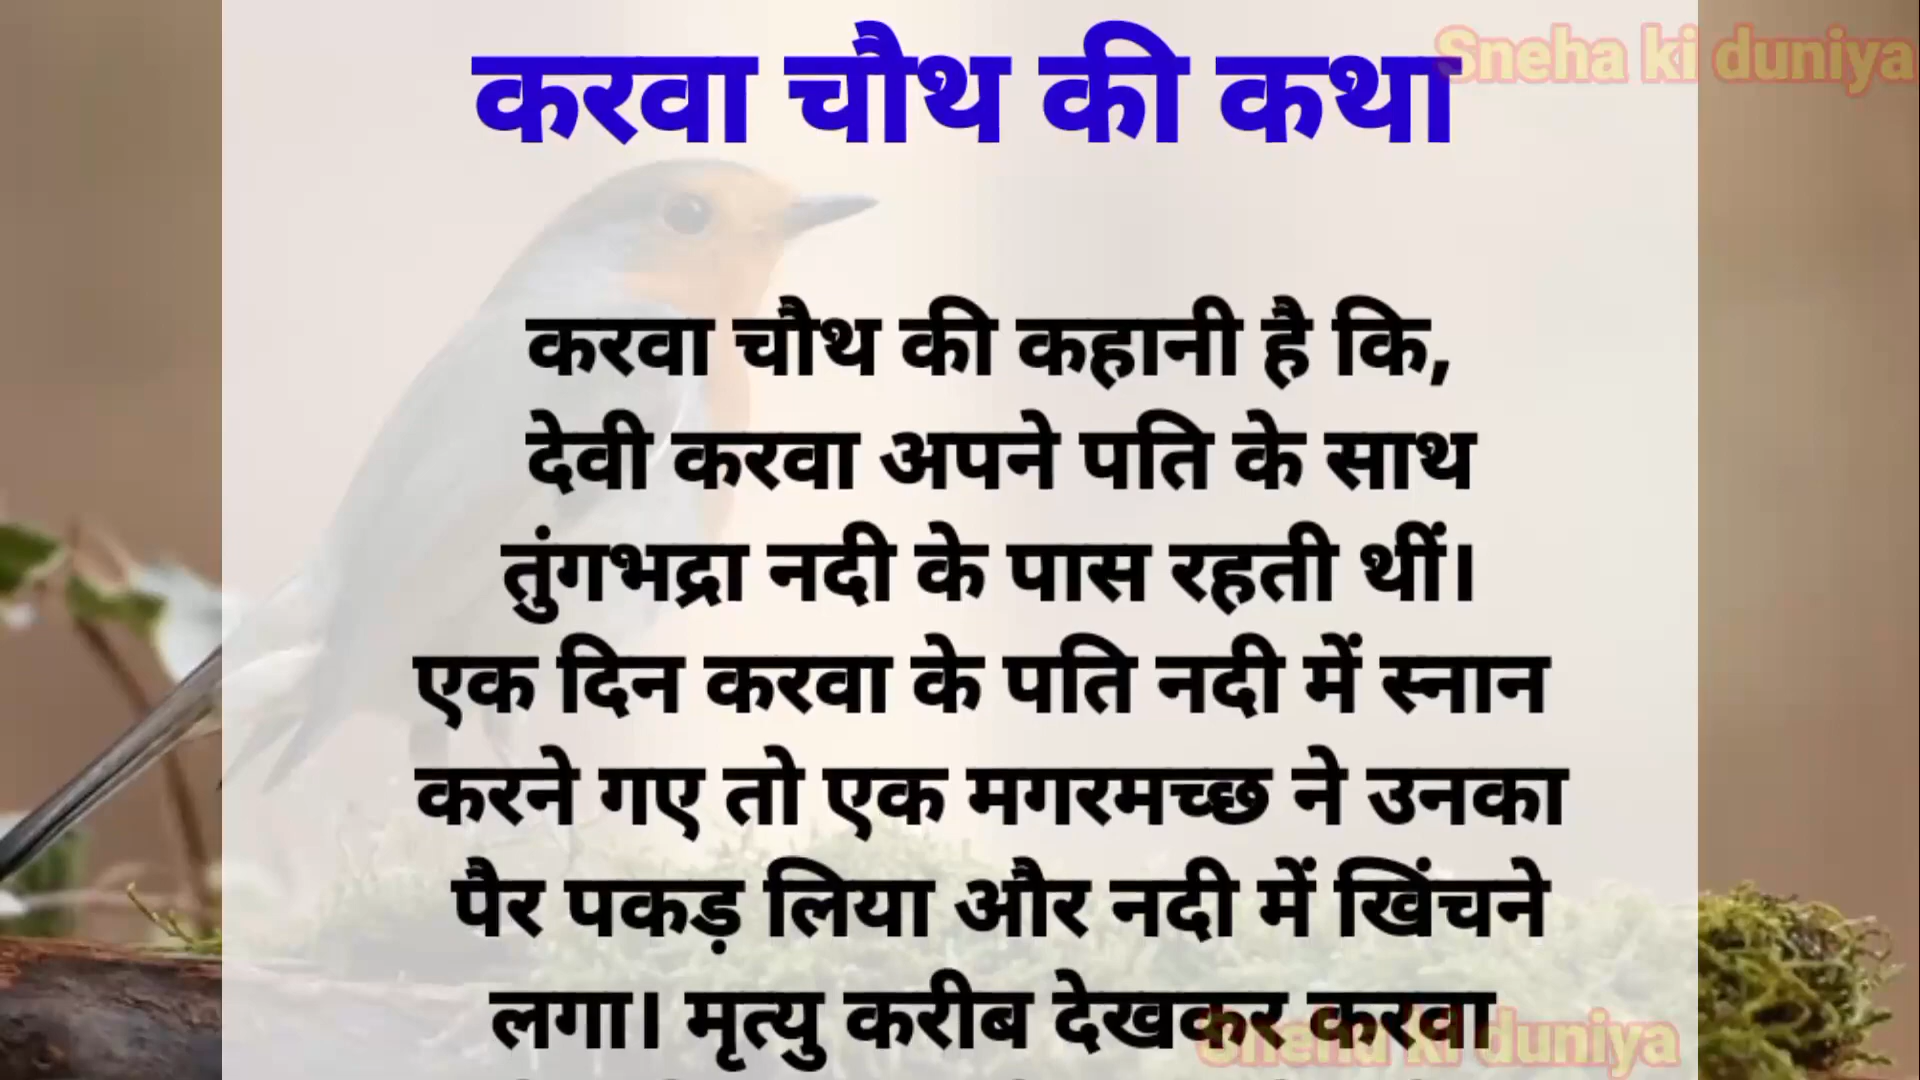 Sneha ki duniya
करवा चौथ की कथा
करवा चौथ की कहानी है कि,
देवी करवा अपने पति के साथ
तुंगभद्रा नदी के पास रहती थीं।
एक दिन करवा के पति नदी में स्नान
करने गए तो एक मगरमच्छ ने उनका
पैर पकड़ लिया और नदी में खिंचने
लगा। मृत्यु करीब देखकर करवा
Sneha ki duniya